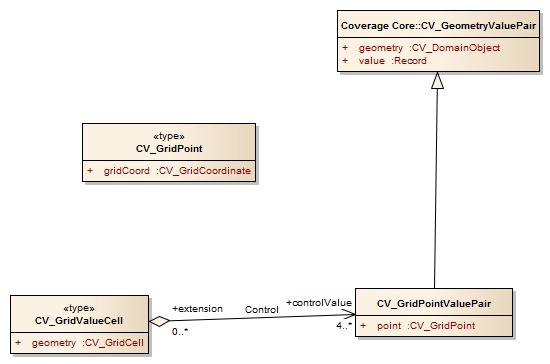 Coverage Core::CV_GeometryValuePair
+ geometry :CV_DomainObject
+ value :Record
«type»
CV_GridPoint
+ gridCoord :CV_GridCoordinate
«type»
CV_GridValueCell
+ geometry :CV_GridCell
+extension
0..*
Control
+controlValue
4..*
CV_GridPointValuePair
+ point :CV_GridPoint